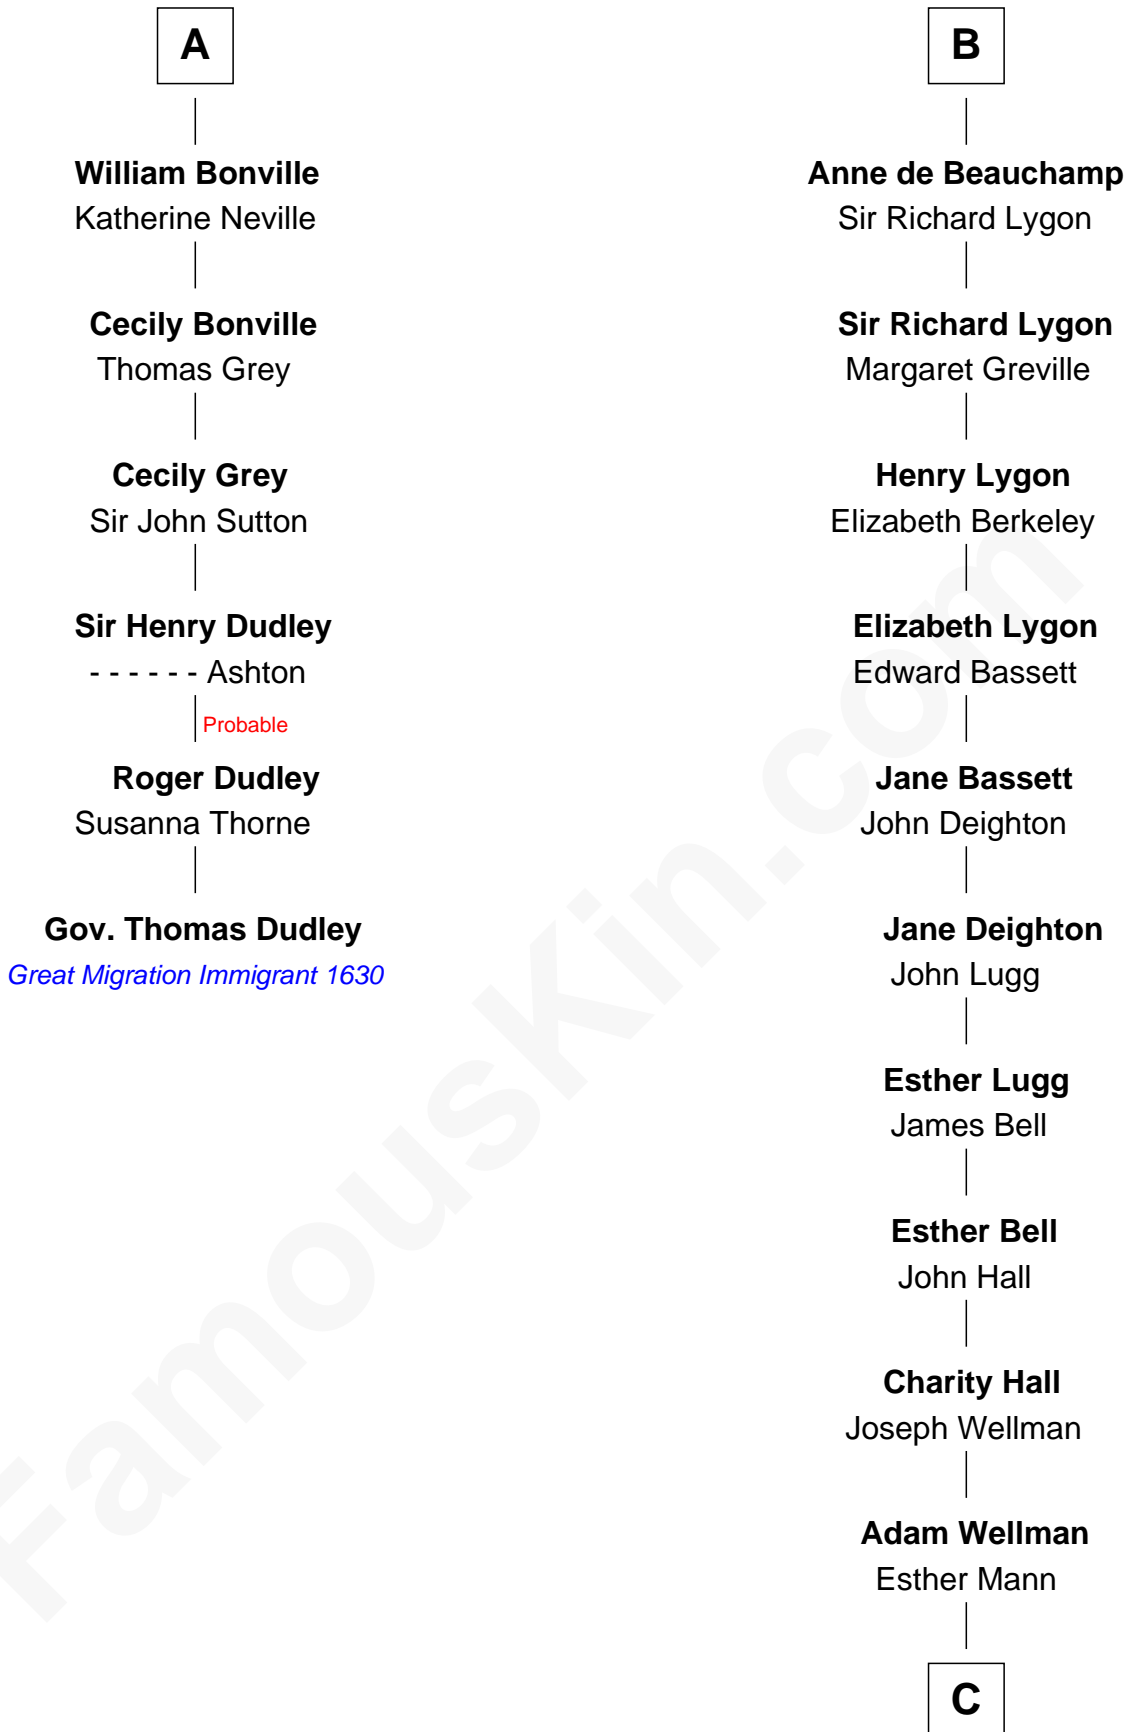 A
William Bonville
Katherine Neville
Cecily Bonville
Thomas Grey
Cecily Grey
Sir John Sutton
Sir Henry Dudley
- - - - - - Ashton
Probable
Roger Dudley
Susanna Thorne
Gov. Thomas Dudley
Great Migration Immigrant 1630
B
Anne de Beauchamp
Sir Richard Lygon
Sir Richard Lygon
Margaret Greville
Henry Lygon
Elizabeth Berkeley
Elizabeth Lygon
Edward Bassett
Jane Bassett
John Deighton
Jane Deighton
John Lugg
Esther Lugg
James Bell
Esther Bell
John Hall
Charity Hall
Joseph Wellman
Adam Wellman
Esther Mann
C
FamousKin.com